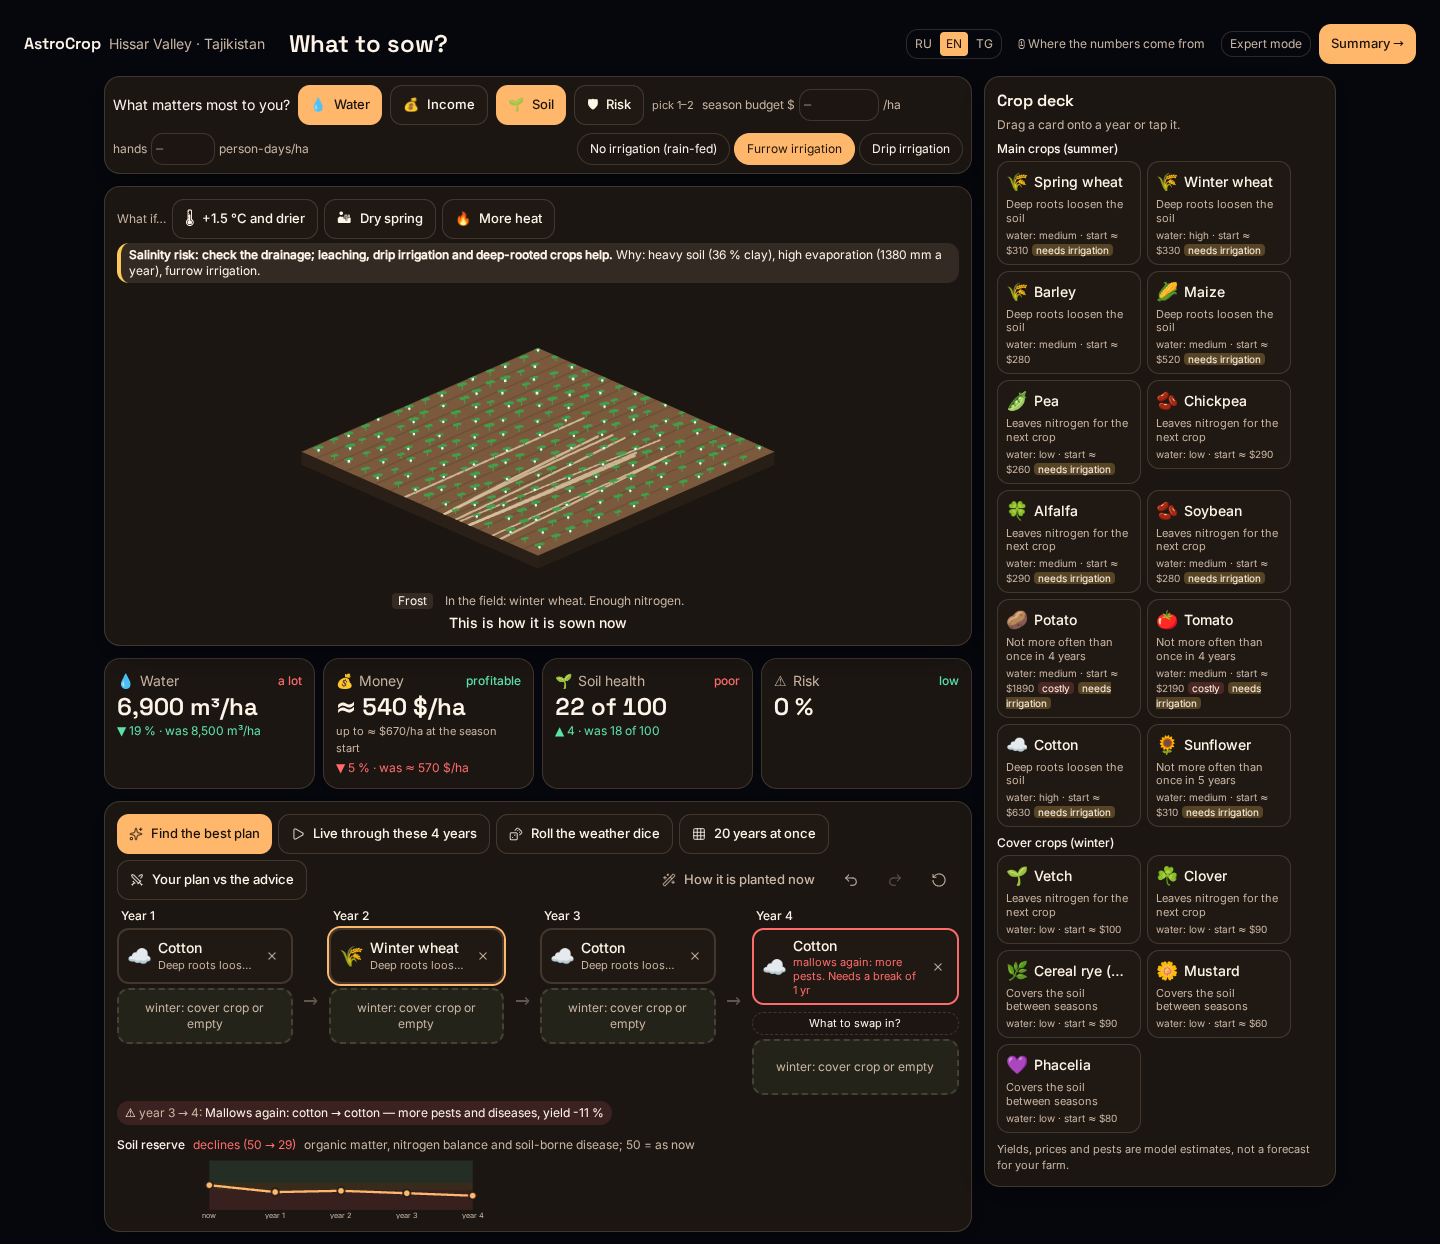 AstroCrop Hissar Valley · Tajikistan What to sow?
RU EN TG Where the numbers come from Expert mode Summary →
What matters most to you? Water Income Soil Risk pick 1–2 season budget $ – /ha
hands – person-days/ha No irrigation (rain-fed) Furrow irrigation Drip irrigation
What if... +1.5 °C and drier Dry spring More heat
Salinity risk: check the drainage; leaching, drip irrigation and deep-rooted crops help. Why: heavy soil (36 % clay), high evaporation (1380 mm a
year), furrow irrigation.
Frost In the field: winter wheat. Enough nitrogen.
This is how it is sown now
Water a lot
6,900 m³/ha
▼ 19 % · was 8,500 m³/ha
Money profitable
≈ 540 $/ha
up to ≈ $670/ha at the season
start
▼ 5 % · was ≈ 570 $/ha
Soil health poor
22 of 100
▲ 4 · was 18 of 100
⚠ Risk low
0 %
Find the best plan Live through these 4 years Roll the weather dice 20 years at once
Your plan vs the advice How it is planted now
Year 1
Cotton ×
Deep roots loos...
winter: cover crop or
empty
→
Year 2
Winter wheat ×
Deep roots loos...
winter: cover crop or
empty
→
Year 3
Cotton ×
Deep roots loos...
winter: cover crop or
empty
→
Year 4
Cotton ×
mallows again: more
pests. Needs a break of
1 yr
What to swap in?
winter: cover crop or empty
⚠ year 3 → 4: Mallows again: cotton → cotton — more pests and diseases, yield -11 %
Soil reserve declines (50 → 29) organic matter, nitrogen balance and soil-borne disease; 50 = as now
now year 1 year 2 year 3 year 4
Crop deck
Drag a card onto a year or tap it.
Main crops (summer)
Spring wheat
Deep roots loosen the
soil
water: medium · start ≈
$310 needs irrigation
Winter wheat
Deep roots loosen the
soil
water: high · start ≈
$330 needs irrigation
Barley
Deep roots loosen the
soil
water: medium · start ≈
$280
Maize
Deep roots loosen the
soil
water: medium · start ≈
$520 needs irrigation
Pea
Leaves nitrogen for the
next crop
water: low · start ≈
$260 needs irrigation
Chickpea
Leaves nitrogen for the
next crop
water: low · start ≈ $290
Alfalfa
Leaves nitrogen for the
next crop
water: medium · start ≈
$290 needs irrigation
Soybean
Leaves nitrogen for the
next crop
water: medium · start ≈
$280 needs irrigation
Potato
Not more often than
once in 4 years
water: medium · start ≈
$1890 costly needs
irrigation
Tomato
Not more often than
once in 4 years
water: medium · start ≈
$2190 costly needs
irrigation
Cotton
Deep roots loosen the
soil
water: high · start ≈
$630 needs irrigation
Sunflower
Not more often than
once in 5 years
water: medium · start ≈
$310 needs irrigation
Cover crops (winter)
Vetch
Leaves nitrogen for the
next crop
water: low · start ≈ $100
Clover
Leaves nitrogen for the
next crop
water: low · start ≈ $90
Cereal rye (...
Covers the soil
between seasons
water: low · start ≈ $90
Mustard
Covers the soil
between seasons
water: low · start ≈ $60
Phacelia
Covers the soil
between seasons
water: low · start ≈ $80
Yields, prices and pests are model estimates, not a forecast
for your farm.